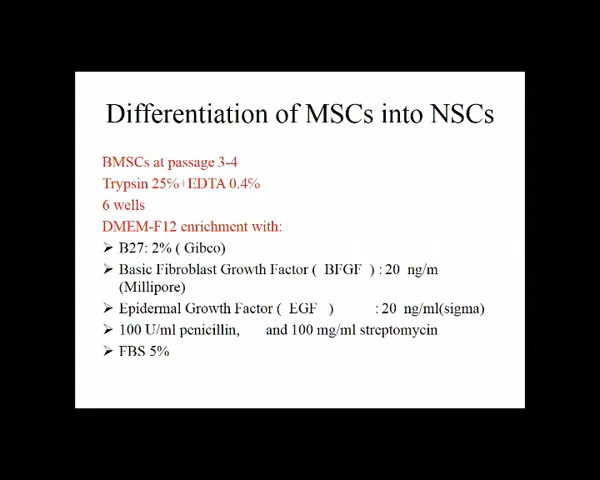 Differentiation of MSCs into NSCs
BMSCs at passage 3-4
Trypsin 25%+EDTA 0.4%
6 wells
DMEM-F12 enrichment with:
➢ B27: 2% ( Gibco)
➢ Basic Fibroblast Growth Factor ( BFGF ) : 20 ng/m
(Millipore)
➢ Epidermal Growth Factor ( EGF ) : 20 ng/ml(sigma)
➢ 100 U/ml penicillin, and 100 mg/ml streptomycin
➢ FBS 5%